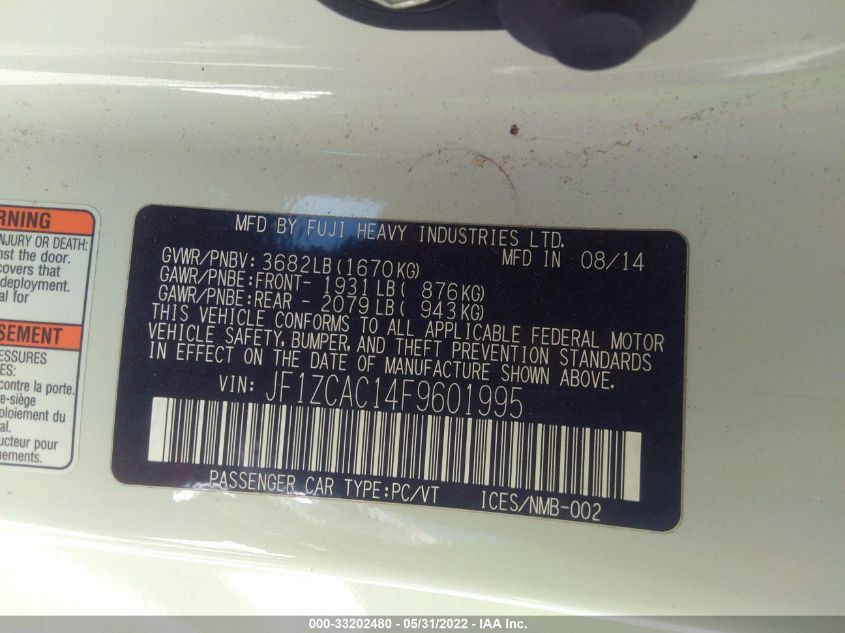 RNING
NJURY OR DEATH:
st the door.
covers that
deployment.
al for
SEMENT
ESSURES
ES:
contre la porte.
re-siège
ploiement du
al.
ucteur pour
nements.
MFD BY FUJI HEAVY INDUSTRIES LTD.
GVWR/PNBV: 3682LB(1670KG) MFD IN 08/14
GAWR/PNBE:FRONT- 1931LB( 876KG)
GAWR/PNBE:REAR - 2079LB( 943KG)
THIS VEHICLE CONFORMS TO ALL APPLICABLE FEDERAL MOTOR
VEHICLE SAFETY, BUMPER, AND THEFT PREVENTION STANDARDS
IN EFFECT ON THE DATE OF MANUFACTURE SHOWN ABOVE.
VIN: JF1ZCAC14F9601995
PASSENGER CAR TYPE:PC/VT ICES/NMB-002
000-33202480 - 05/31/2022 - IAA Inc.